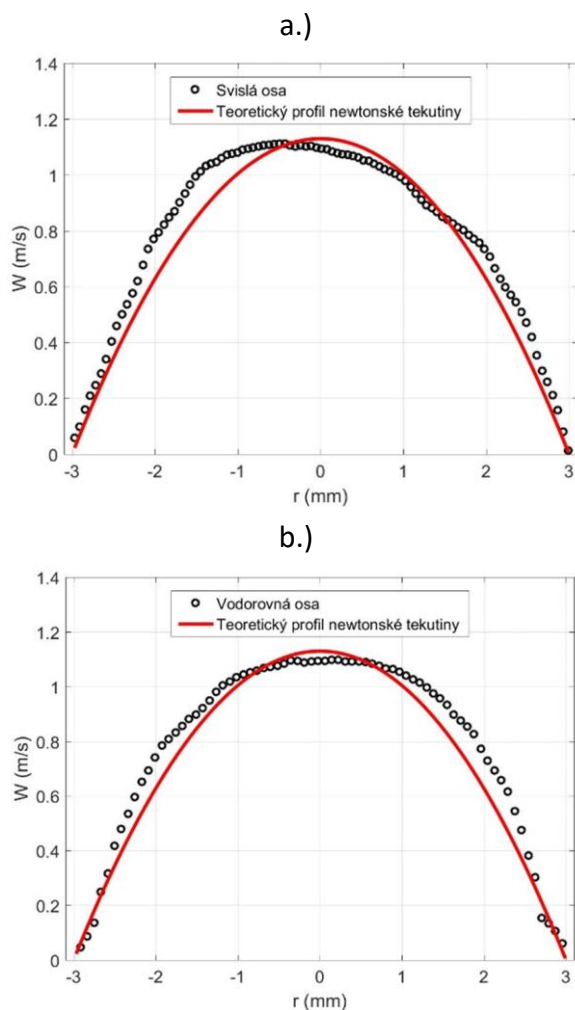 a.)
1.4
Svislá osa
Teoretický profil newtonské tekutiny
1.2
1
0.8
W (m/s)
0.6
0.4
0.2
0
-3 -2 -1 0 1 2 3
r (mm)
b.)
1.4
Vodorovná osa
Teoretický profil newtonské tekutiny
1.2
1
0.8
W (m/s)
0.6
0.4
0.2
0
-3 -2 -1 0 1 2 3
r (mm)